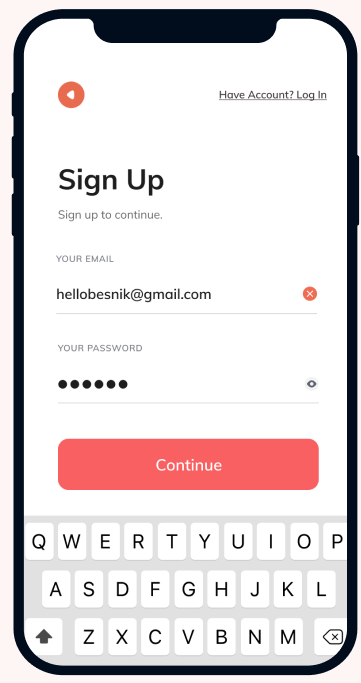 Have Account? Log In
Sign Up
Sign up to continue.
YOUR EMAIL
hellobesnik@gmail.com
YOUR PASSWORD
●●●●●●
Continue
Q W E R T Y U I O P
A S D F G H J K L
Z X C V B N M